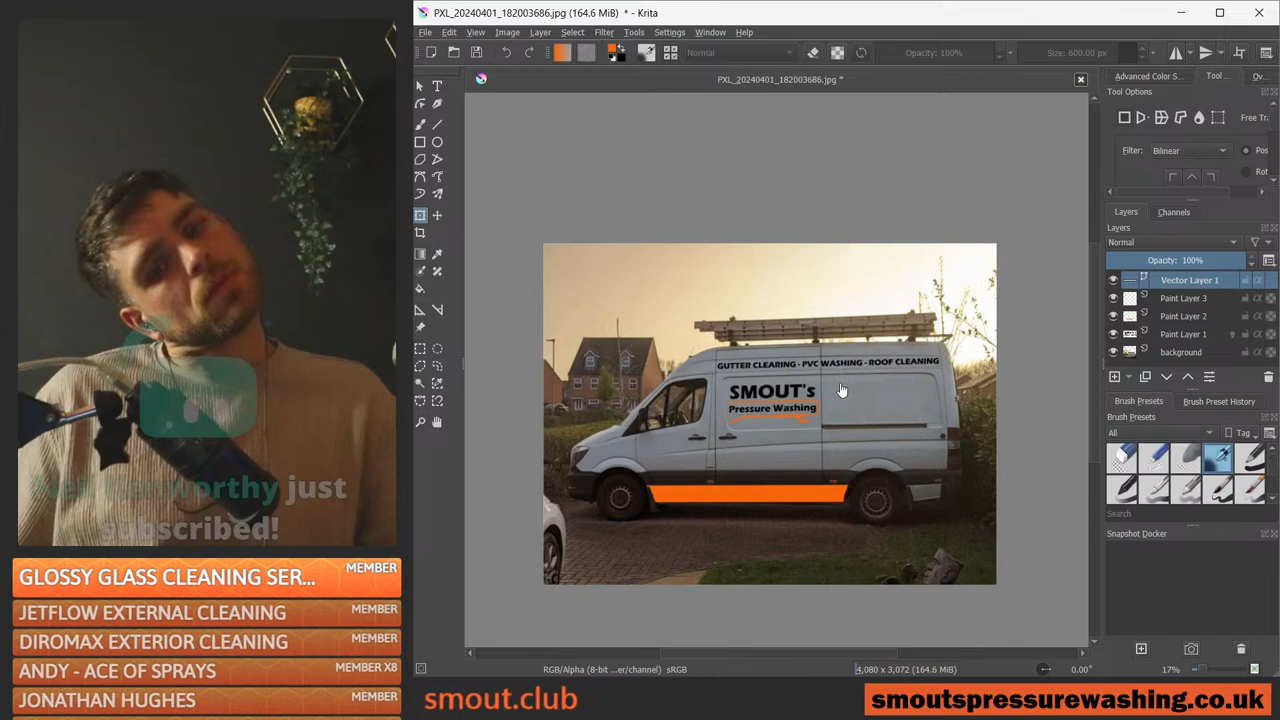 PXL_20240401_182003686.jpg (164.6 MiB) * - Krita
File Edit View Image Layer Select Filter Tools Settings Window Help
Normal
Opacity: 100%
Size: 600.00 px
PXL_20240401_182003686.jpg *
Advanced Color S...
Tool ...
Ov...
Tool Options
Free Tra
Filter: Bilinear
Pos
Rot
Layers
Channels
Layers
Normal
Opacity: 100%
Vector Layer 1
Paint Layer 3
Paint Layer 2
Paint Layer 1
background
Brush Presets
Brush Preset History
Brush Presets
All
Tag
Search
Snapshot Docker
GUTTER CLEARING - PVC WASHING - ROOF CLEANING
SMOUT's
Pressure Washing
just
subscribed!
GLOSSY GLASS CLEANING SER... MEMBER
JETFLOW EXTERNAL CLEANING MEMBER
DIROMAX EXTERIOR CLEANING MEMBER
ANDY - ACE OF SPRAYS MEMBER X8
JONATHAN HUGHES MEMBER
RGB/Alpha (8-bit ...er/channel) sRGB
4,080 x 3,072 (164.6 MiB)
0.00°
17%
smout.club
smoutspressurewashing.co.uk